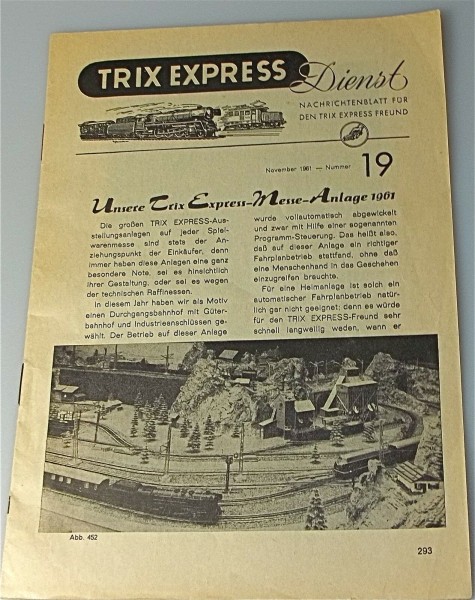 TRIX EXPRESS Dienst
NACHRICHTENBLATT FÜR
DEN TRIX EXPRESS FREUND
November 1961 — Nummer 19
Unsere Trix Express-Messe-Anlage 1961
Die großen TRIX EXPRESS-Aus-
stellungsanlagen auf jeder Spiel-
warenmesse sind stets der An-
ziehungspunkt der Einkäufer, denn
immer haben diese Anlagen eine ganz
besondere Note, sei es hinsichtlich
ihrer Gestaltung, oder sei es wegen
der technischen Raffinessen.
In diesem Jahr haben wir als Motiv
einen Durchgangsbahnhof mit Güter-
bahnhof und Industrieanschlüssen ge-
wählt. Der Betrieb auf dieser Anlage
wurde vollautomatisch abgewickelt
und zwar mit Hilfe einer sogenannten
Programm-Steuerung. Das heißt also,
daß auf dieser Anlage ein richtiger
Fahrplanbetrieb stattfand, ohne daß
eine Menschenhand in das Geschehen
einzugreifen brauchte.
Für eine Heimanlage ist solch ein
automatischer Fahrplanbetrieb natür-
lich gar nicht geeignet; denn es würde
für den TRIX EXPRESS-Freund sehr
schnell langweilig weden, wenn er
Abb. 452
293